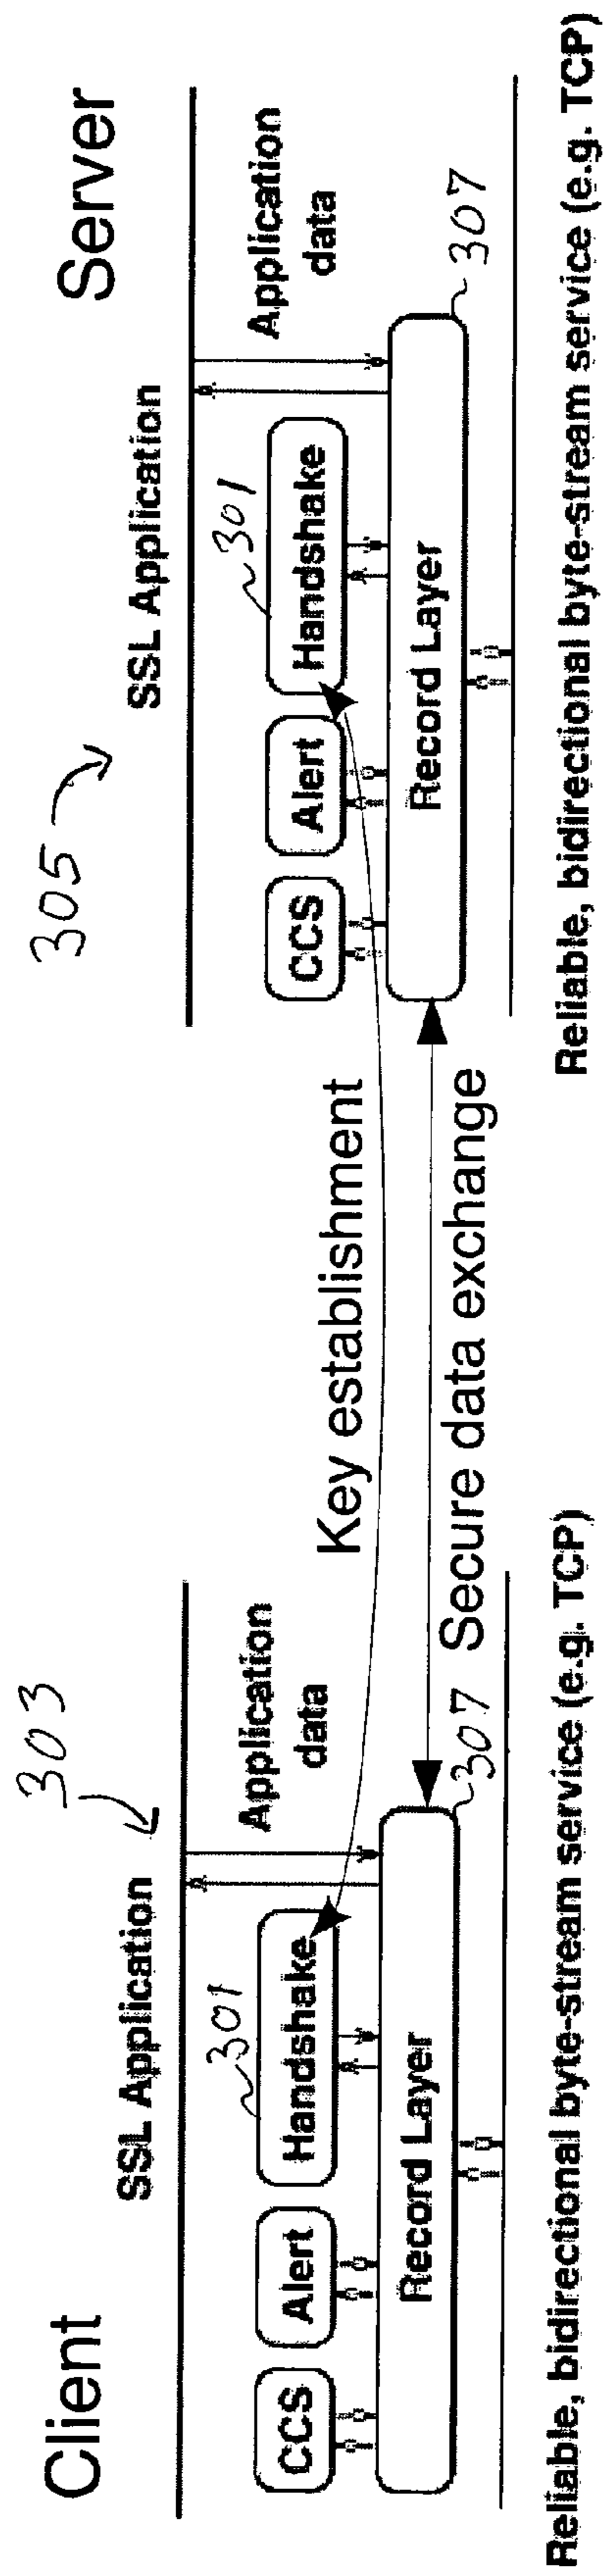 Client
303
SSL Application
301
CCS
Alert
Handshake
Application
data
Record Layer
307
Reliable, bidirectional byte-stream service (e.g. TCP)
Key establishment
Secure data exchange
305
Server
SSL Application
301
CCS
Alert
Handshake
Application
data
Record Layer
307
Reliable, bidirectional byte-stream service (e.g. TCP)